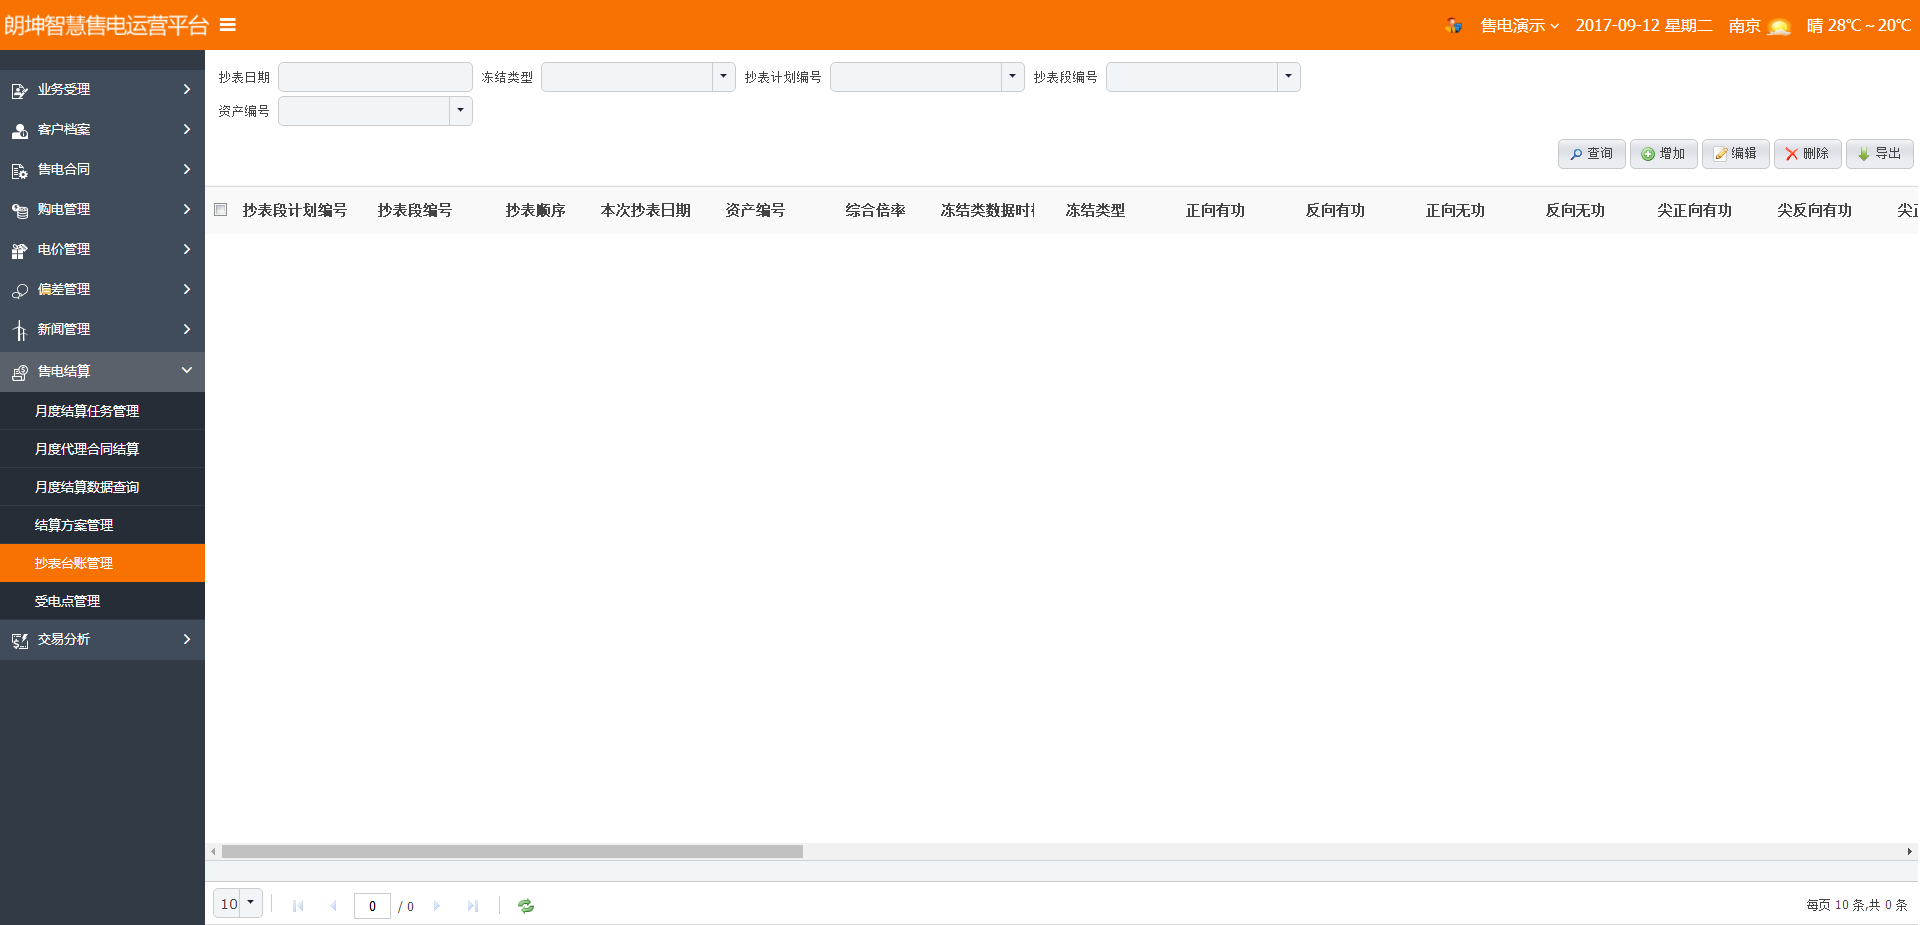 朗坤智慧售电运营平台
售电演示 2017-09-12 星期二 南京 晴 28℃～20℃
业务受理
客户档案
售电合同
购电管理
电价管理
偏差管理
新闻管理
售电结算
月度结算任务管理
月度代理合同结算
月度结算数据查询
结算方案管理
抄表台账管理
受电点管理
交易分析
抄表日期 冻结类型 抄表计划编号 抄表段编号
资产编号
查询 增加 编辑 删除 导出
抄表段计划编号 抄表段编号 抄表顺序 本次抄表日期 资产编号 综合倍率 冻结类数据时 冻结类型 正向有功 反向有功 正向无功 反向无功 尖正向有功 尖反向有功 尖
10 0 / 0 每页 10 条,共 0 条